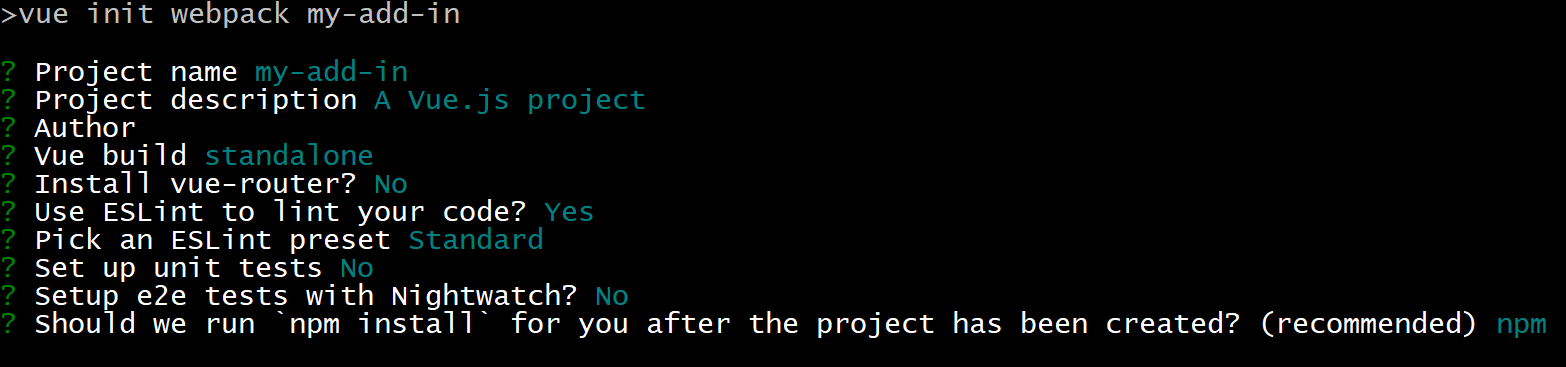 >vue init webpack my-add-in
? Project name my-add-in
? Project description A Vue.js project
? Author
? Vue build standalone
? Install vue-router? No
? Use ESLint to lint your code? Yes
? Pick an ESLint preset Standard
? Set up unit tests No
? Setup e2e tests with Nightwatch? No
? Should we run `npm install` for you after the project has been created? (recommended) npm